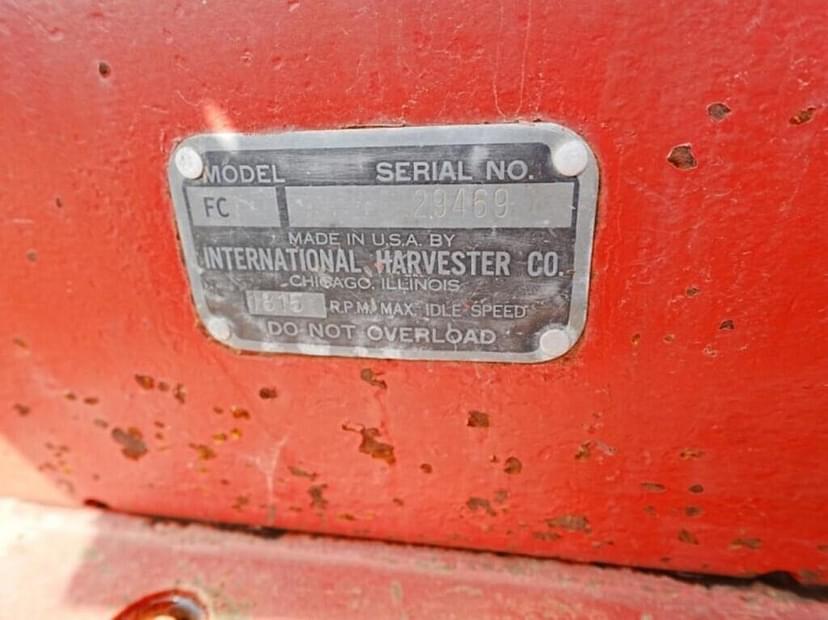 MODEL SERIAL NO.
FC 29469
MADE IN U.S.A. BY
INTERNATIONAL HARVESTER CO.
CHICAGO, ILLINOIS
1815 R.P.M. MAX. IDLE SPEED
DO NOT OVERLOAD